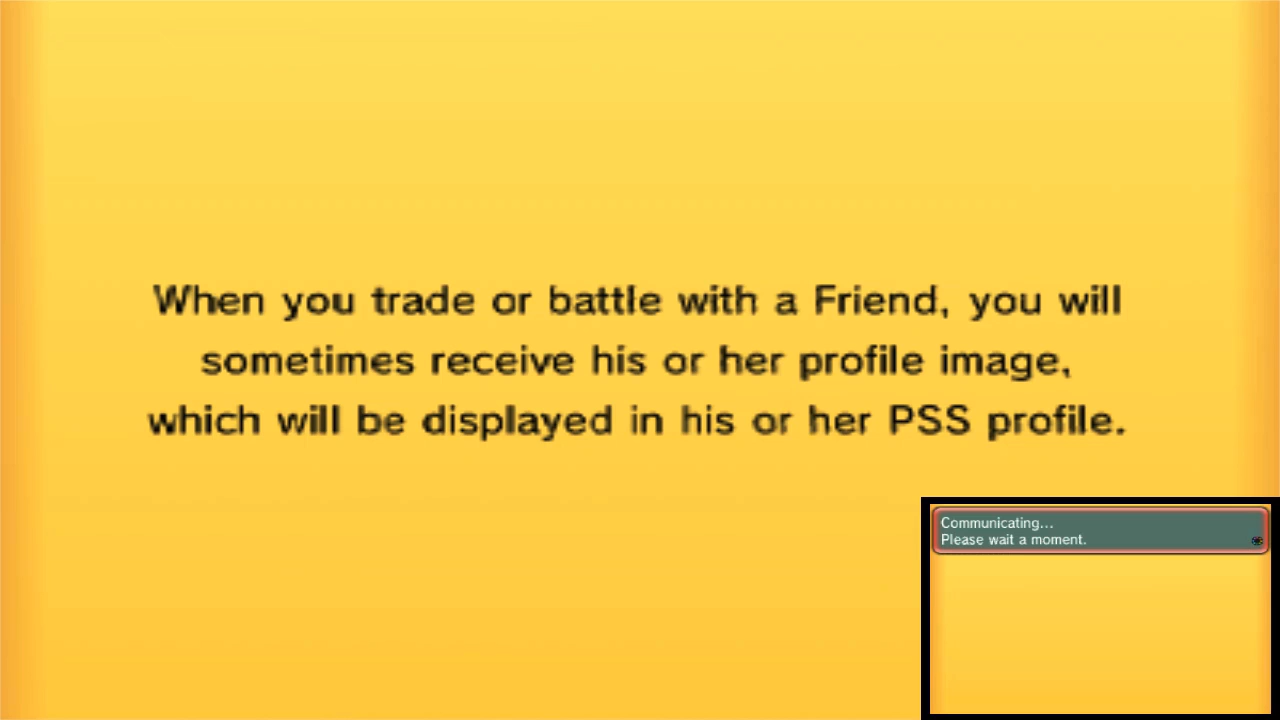 When you trade or battle with a Friend, you will
sometimes receive his or her profile image,
which will be displayed in his or her PSS profile.
Communicating...
Please wait a moment.